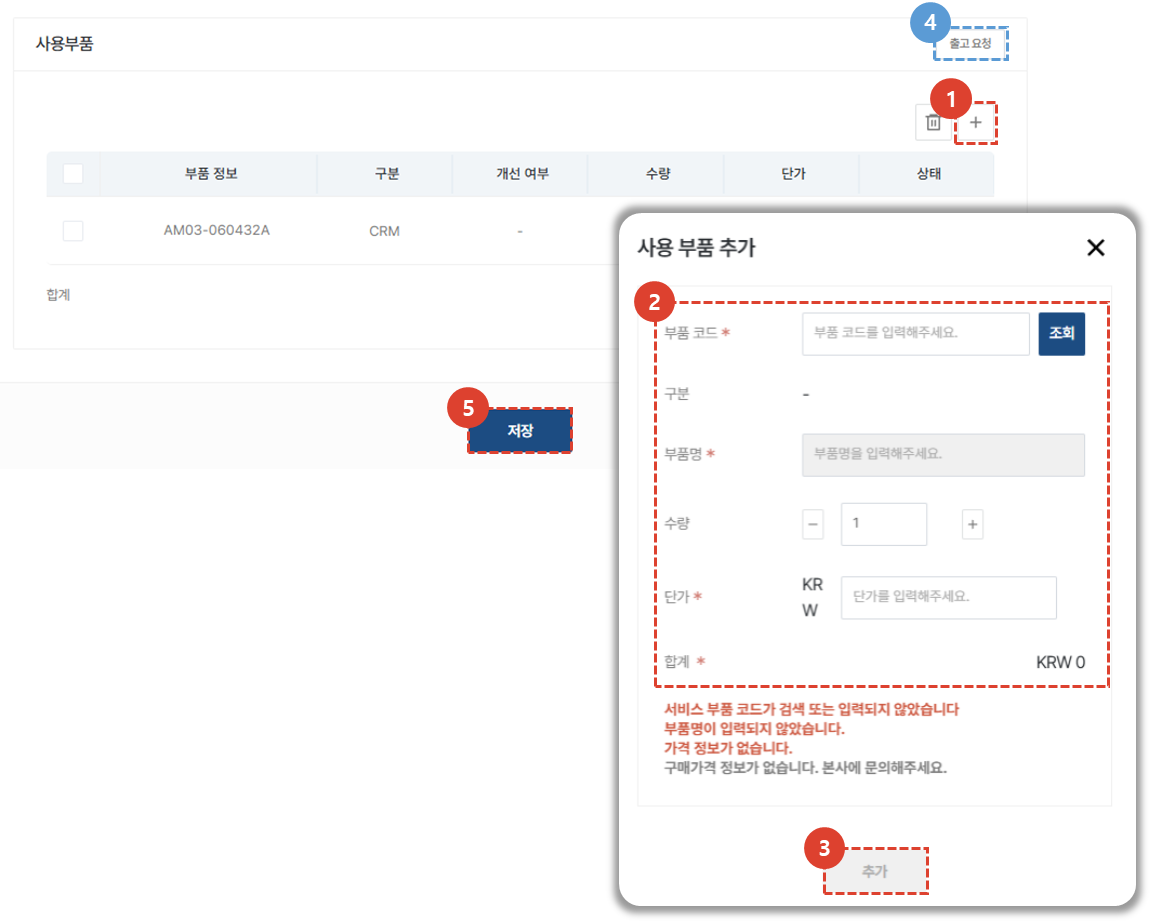 사용부품
4
출고 요청
1
+
부품 정보 구분 개선 여부 수량 단가 상태
AM03-060432A CRM -
합계
5
저장
사용 부품 추가
2
부품 코드 * 부품 코드를 입력해주세요. 조회
구분 -
부품명 * 부품명을 입력해주세요.
수량 − 1 +
단가 * KR
W 단가를 입력해주세요.
합계 * KRW 0
서비스 부품 코드가 검색 또는 입력되지 않았습니다
부품명이 입력되지 않았습니다.
가격 정보가 없습니다.
구매가격 정보가 없습니다. 본사에 문의해주세요.
3
추가